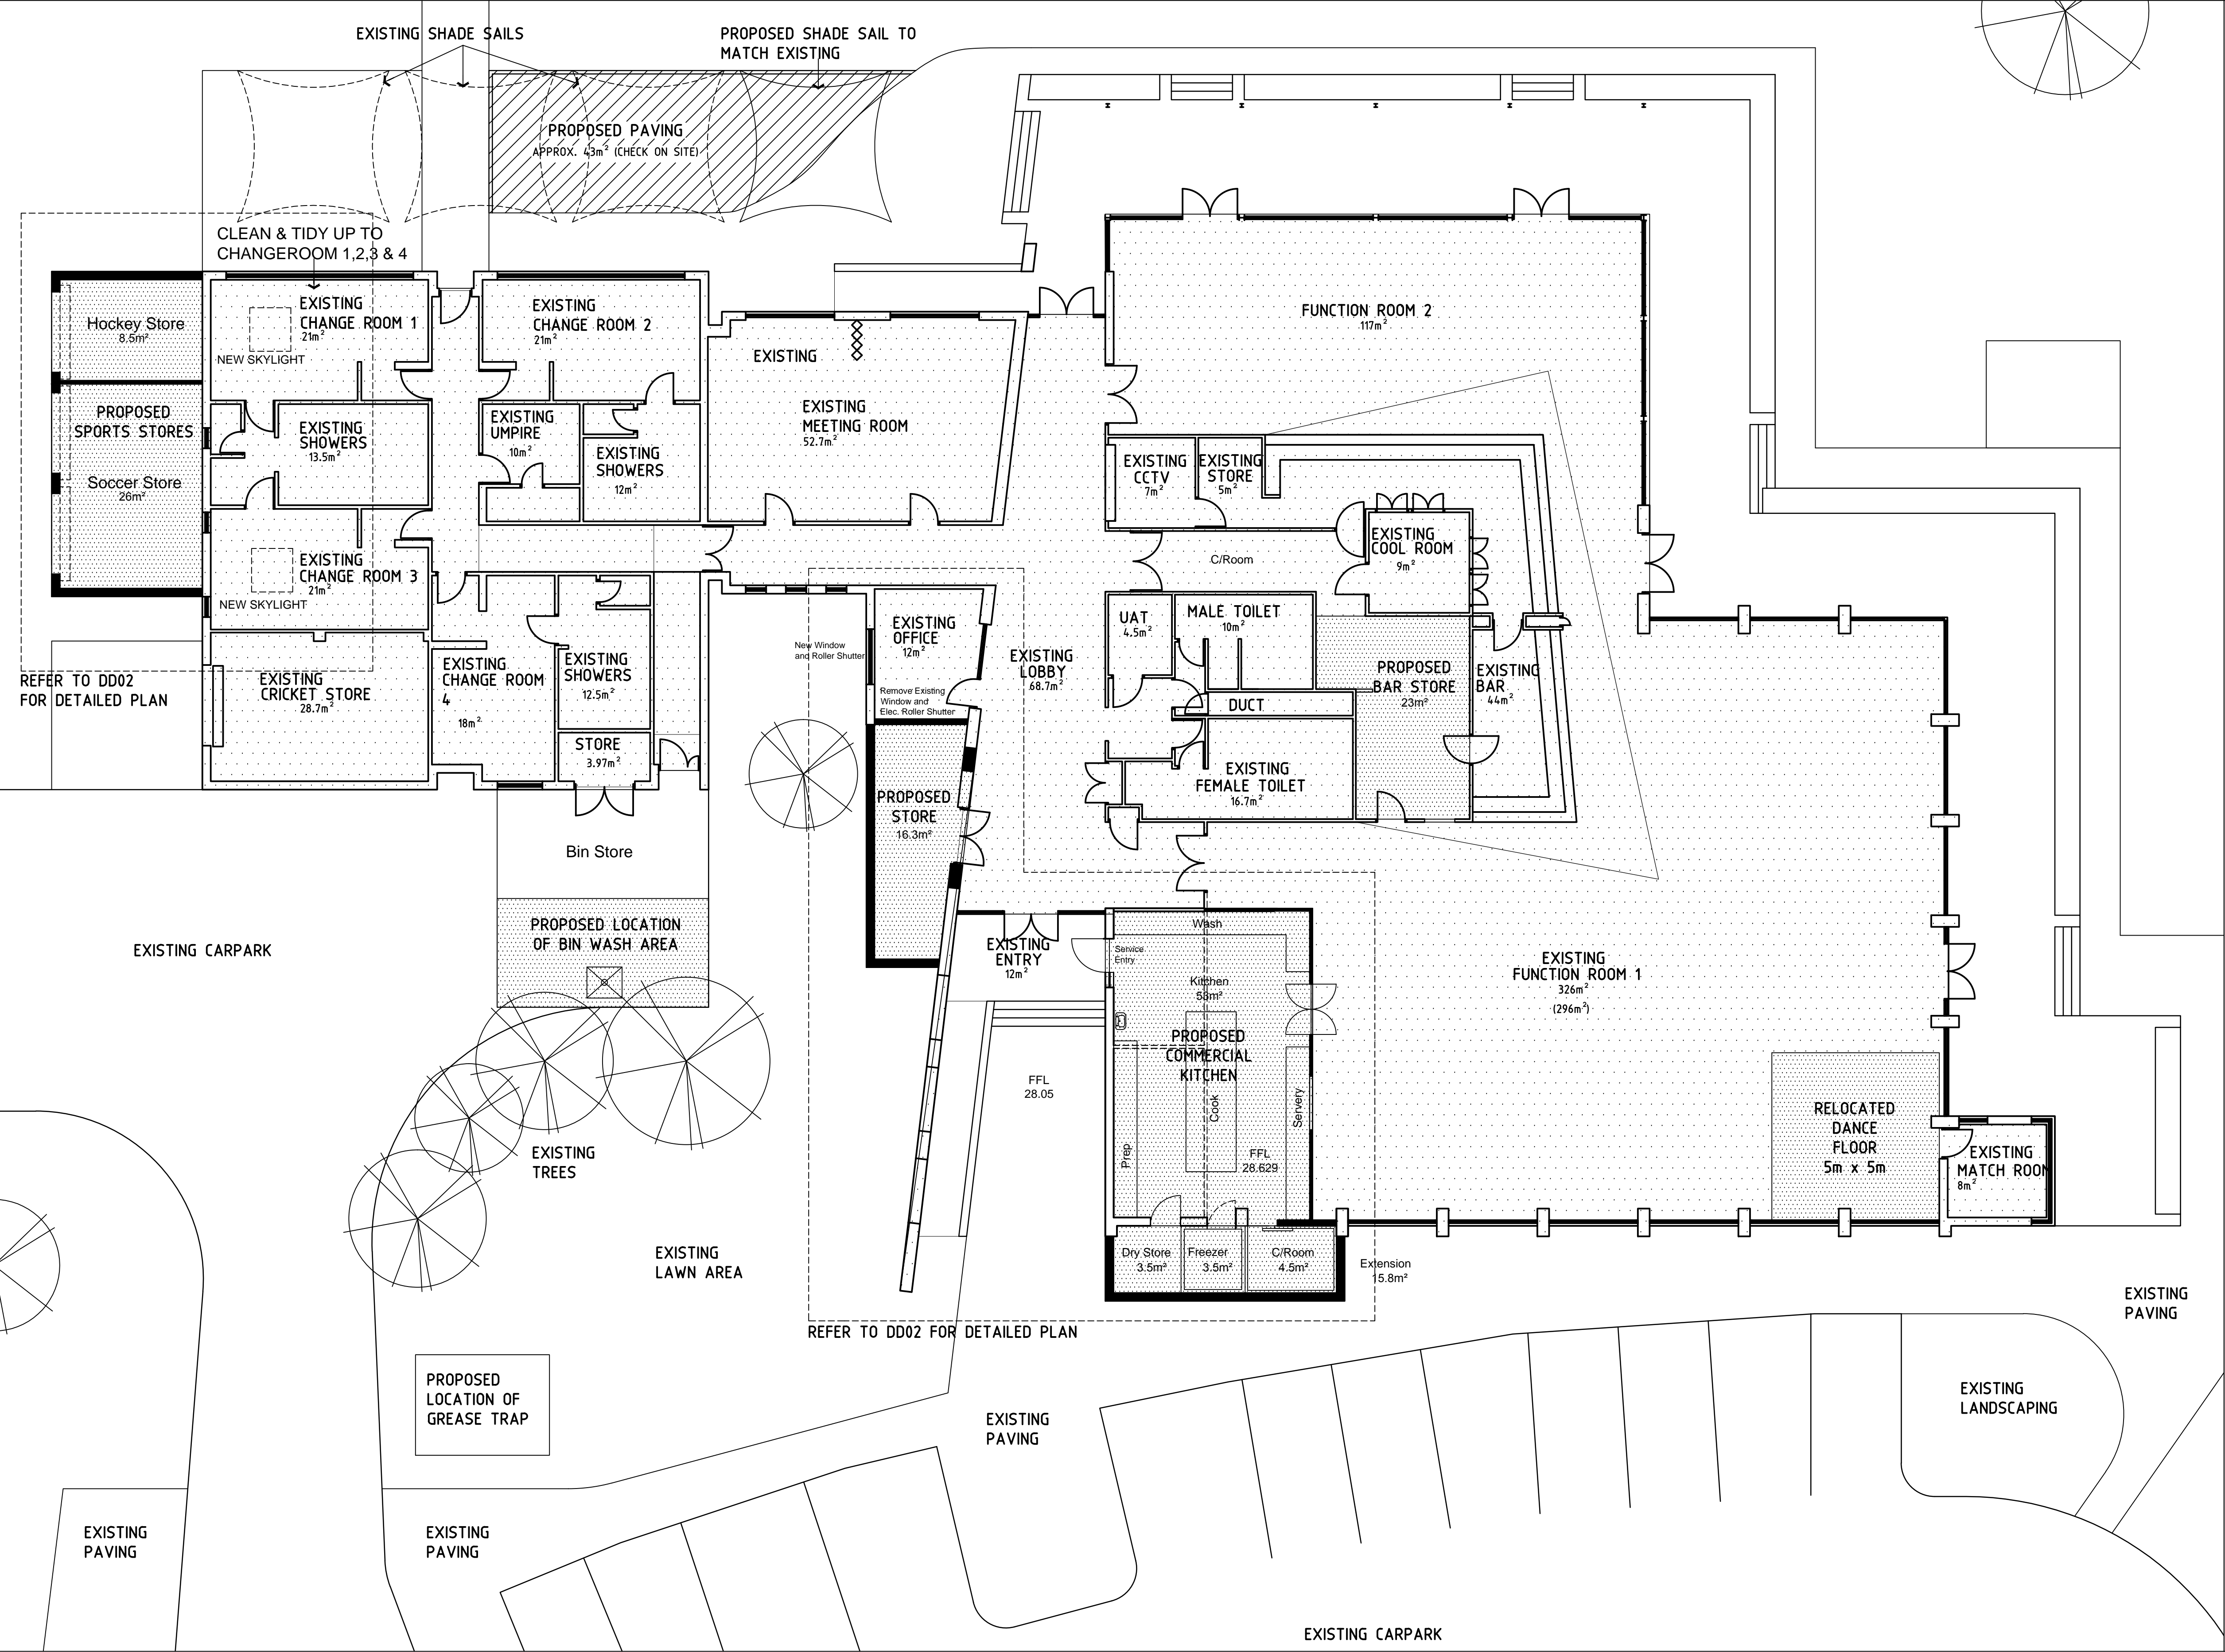 EXISTING SHADE SAILS
PROPOSED SHADE SAIL TO
MATCH EXISTING
PROPOSED PAVING
APPROX. 43m² (CHECK ON SITE)
CLEAN & TIDY UP TO
CHANGEROOM 1,2,3 & 4
Hockey Store
8.5m²
EXISTING
CHANGE ROOM 1
21m²
NEW SKYLIGHT
EXISTING
CHANGE ROOM 2
21m²
EXISTING
EXISTING
MEETING ROOM
52.7m²
FUNCTION ROOM 2
117m²
PROPOSED
SPORTS STORES
Soccer Store
26m²
EXISTING
SHOWERS
13.5m²
EXISTING
UMPIRE
10m²
EXISTING
SHOWERS
12m²
EXISTING
CCTV
7m²
EXISTING
STORE
5m²
EXISTING
COOL ROOM
9m²
C/Room
EXISTING
CHANGE ROOM 3
21m²
NEW SKYLIGHT
REFER TO DD02
FOR DETAILED PLAN
EXISTING
CRICKET STORE
28.7m²
EXISTING
CHANGE ROOM
4
18m²
EXISTING
SHOWERS
12.5m²
STORE
3.97m²
New Window
and Roller Shutter
EXISTING
OFFICE
12m²
Remove Existing
Window and
Elec. Roller Shutter
EXISTING
LOBBY
68.7m²
UAT
4.5m²
MALE TOILET
10m²
DUCT
PROPOSED
BAR STORE
23m²
EXISTING
BAR
44m²
EXISTING
FEMALE TOILET
16.7m²
PROPOSED
STORE
16.3m²
Bin Store
PROPOSED LOCATION
OF BIN WASH AREA
EXISTING CARPARK
EXISTING
ENTRY
12m²
Wash
Service
Entry
Kitchen
53m²
PROPOSED
COMMERCIAL
KITCHEN
Cook
Prep
Servery
FFL
28.629
FFL
28.05
EXISTING
FUNCTION ROOM 1
326m²
(296m²)
RELOCATED
DANCE
FLOOR
5m x 5m
EXISTING
MATCH ROOM
8m²
EXISTING
TREES
EXISTING
LAWN AREA
Dry Store
3.5m²
Freezer
3.5m²
C/Room
4.5m²
Extension
15.8m²
REFER TO DD02 FOR DETAILED PLAN
EXISTING
PAVING
PROPOSED
LOCATION OF
GREASE TRAP
EXISTING
PAVING
EXISTING
LANDSCAPING
EXISTING
PAVING
EXISTING
PAVING
EXISTING CARPARK